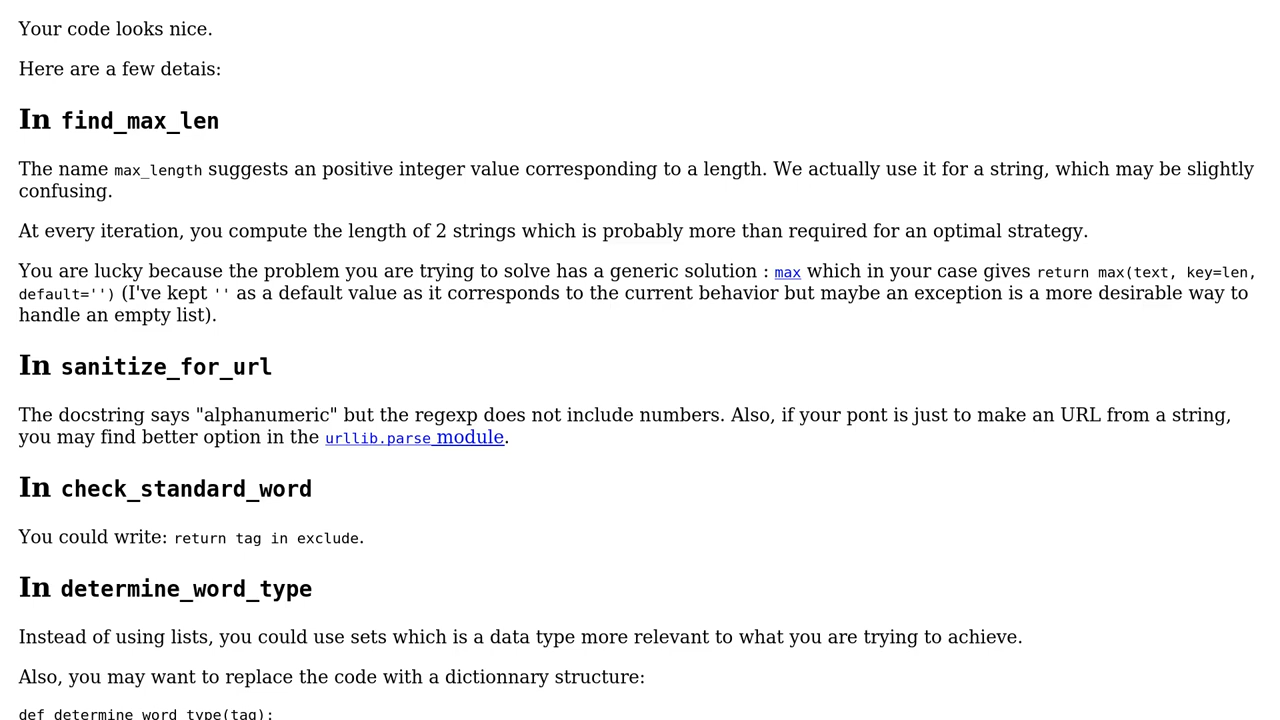 Your code looks nice.
Here are a few detais:
In find_max_len
The name max_length suggests an positive integer value corresponding to a length. We actually use it for a string, which may be slightly
confusing.
At every iteration, you compute the length of 2 strings which is probably more than required for an optimal strategy.
You are lucky because the problem you are trying to solve has a generic solution : max which in your case gives return max(text, key=len,
default='') (I've kept '' as a default value as it corresponds to the current behavior but maybe an exception is a more desirable way to
handle an empty list).
In sanitize_for_url
The docstring says "alphanumeric" but the regexp does not include numbers. Also, if your pont is just to make an URL from a string,
you may find better option in the urllib.parse module.
In check_standard_word
You could write: return tag in exclude.
In determine_word_type
Instead of using lists, you could use sets which is a data type more relevant to what you are trying to achieve.
Also, you may want to replace the code with a dictionnary structure:
def determine_word_type(tag):